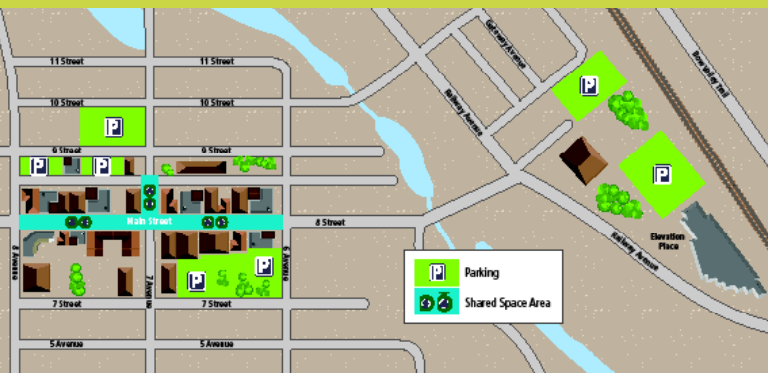 11 Street
11 Street
Gateway Avenue
Bow Valley Trail
P
10 Street
10 Street
Railway Avenue
P
9 Street
9 Street
P
P
P
Main Street
8 Street
8 Avenue
7 Avenue
6 Avenue
Elevation
Place
Railway Avenue
P
P
P
Parking
Shared Space Area
7 Street
7 Street
5 Avenue
5 Avenue